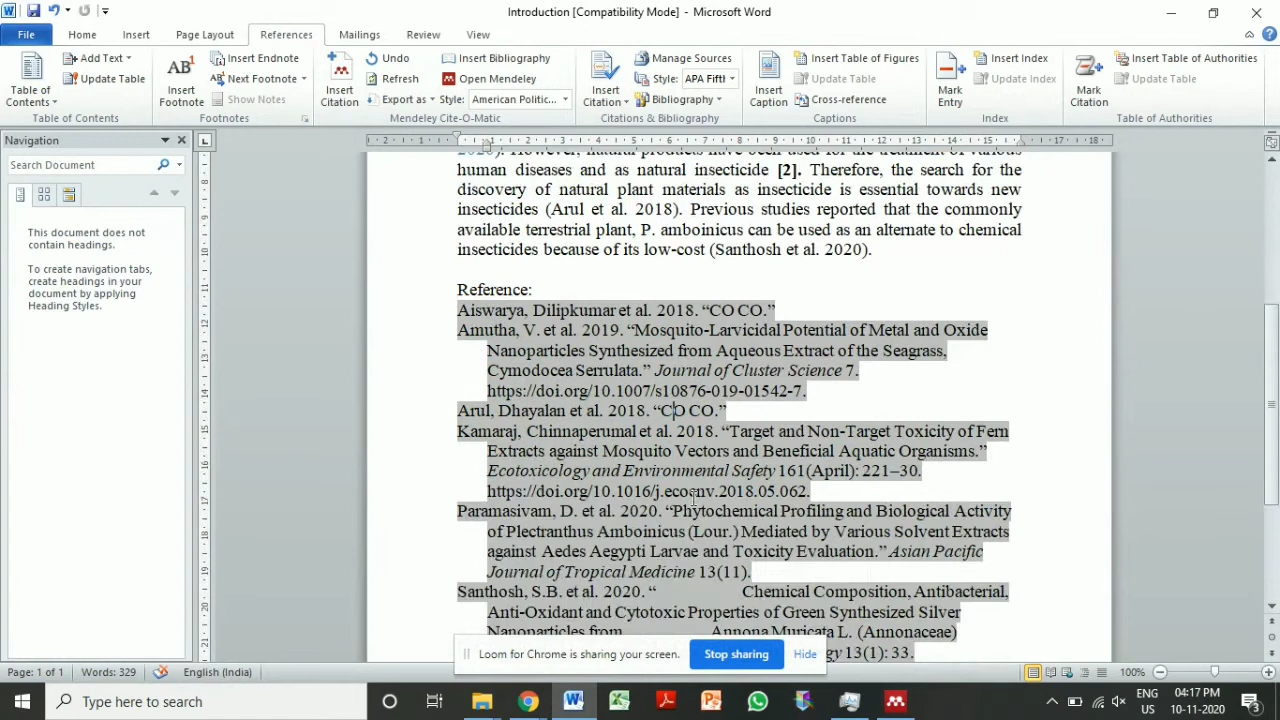 Introduction [Compatibility Mode] - Microsoft Word
File Home Insert Page Layout References Mailings Review View
Table of Contents
Add Text
Update Table
Table of Contents
AB1
Insert Footnote
Insert Endnote
Next Footnote
Show Notes
Footnotes
Insert Citation
Undo
Refresh
Export as
Insert Bibliography
Open Mendeley
Style: American Politic...
Mendeley Cite-O-Matic
Insert Citation
Manage Sources
Style: APA Fifth
Bibliography
Citations & Bibliography
Insert Caption
Insert Table of Figures
Update Table
Cross-reference
Captions
Mark Entry
Insert Index
Update Index
Index
Mark Citation
Insert Table of Authorities
Update Table
Table of Authorities
Navigation
Search Document
This document does not
contain headings.
To create navigation tabs,
create headings in your
document by applying
Heading Styles.
2020). However, natural products have been used for the treatment of various
human diseases and as natural insecticide [2]. Therefore, the search for the
discovery of natural plant materials as insecticide is essential towards new
insecticides (Arul et al. 2018). Previous studies reported that the commonly
available terrestrial plant, P. amboinicus can be used as an alternate to chemical
insecticides because of its low-cost (Santhosh et al. 2020).
Reference:
Aiswarya, Dilipkumar et al. 2018. “CO CO.”
Amutha, V. et al. 2019. “Mosquito-Larvicidal Potential of Metal and Oxide
Nanoparticles Synthesized from Aqueous Extract of the Seagrass,
Cymodocea Serrulata.” Journal of Cluster Science 7.
https://doi.org/10.1007/s10876-019-01542-7.
Arul, Dhayalan et al. 2018. “CO CO.”
Kamaraj, Chinnaperumal et al. 2018. “Target and Non-Target Toxicity of Fern
Extracts against Mosquito Vectors and Beneficial Aquatic Organisms.”
Ecotoxicology and Environmental Safety 161(April): 221–30.
https://doi.org/10.1016/j.ecoenv.2018.05.062.
Paramasivam, D. et al. 2020. “Phytochemical Profiling and Biological Activity
of Plectranthus Amboinicus (Lour.) Mediated by Various Solvent Extracts
against Aedes Aegypti Larvae and Toxicity Evaluation.” Asian Pacific
Journal of Tropical Medicine 13(11).
Santhosh, S.B. et al. 2020. “ Chemical Composition, Antibacterial,
Anti-Oxidant and Cytotoxic Properties of Green Synthesized Silver
Nanoparticles from Annona Muricata L. (Annonaceae)
13(1): 33.
Loom for Chrome is sharing your screen. Stop sharing Hide
Page: 1 of 1 Words: 329 English (India) 100%
Type here to search
ENG
US
04:17 PM
10-11-2020
3